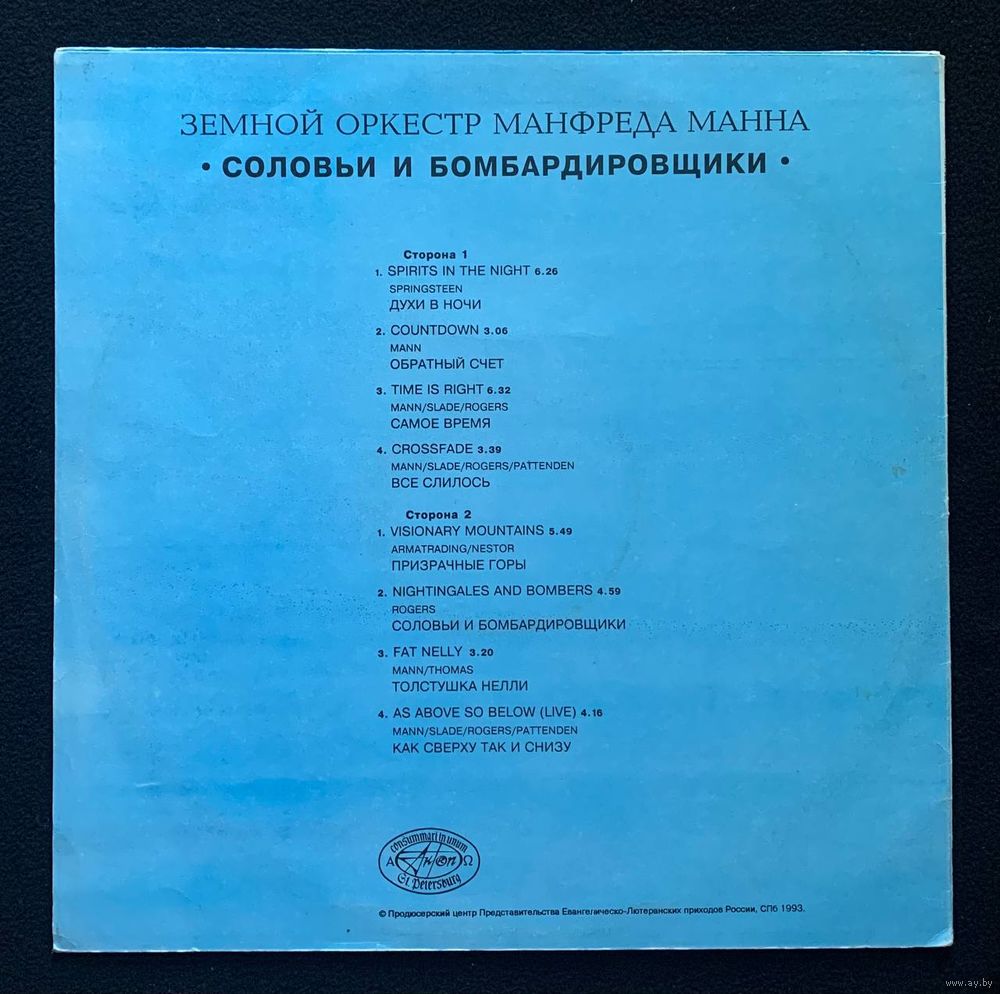 ЗЕМНОЙ ОРКЕСТР МАНФРЕДА МАННА
• СОЛОВЬИ И БОМБАРДИРОВЩИКИ •
Сторона 1
1. SPIRITS IN THE NIGHT 6.26
SPRINGSTEEN
ДУХИ В НОЧИ
2. COUNTDOWN 3.06
MANN
ОБРАТНЫЙ СЧЕТ
3. TIME IS RIGHT 6.32
MANN/SLADE/ROGERS
САМОЕ ВРЕМЯ
4. CROSSFADE 3.39
MANN/SLADE/ROGERS/PATTENDEN
ВСЕ СЛИЛОСЬ
Сторона 2
1. VISIONARY MOUNTAINS 5.49
ARMATRADING/NESTOR
ПРИЗРАЧНЫЕ ГОРЫ
2. NIGHTINGALES AND BOMBERS 4.59
ROGERS
СОЛОВЬИ И БОМБАРДИРОВЩИКИ
3. FAT NELLY 3.20
MANN/THOMAS
ТОЛСТУШКА НЕЛЛИ
4. AS ABOVE SO BELOW (LIVE) 4.16
MANN/SLADE/ROGERS/PATTENDEN
КАК СВЕРХУ ТАК И СНИЗУ
consummari in unum
Α Ω
St. Petersburg
© Продюсерский центр Представительства Евангелическо-Лютеранских приходов России, СПб 1993.
www.ay.by